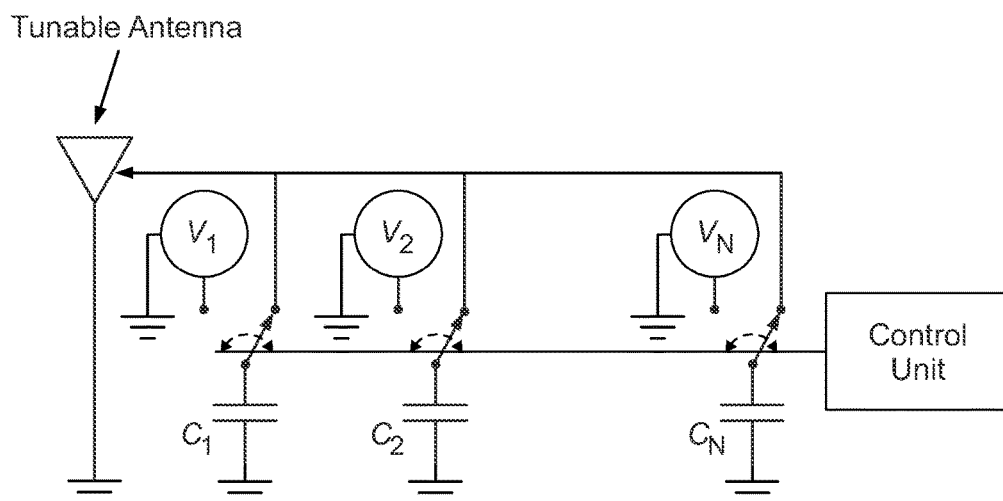 Tunable Antenna
V1
V2
VN
Control
Unit
C1
C2
CN